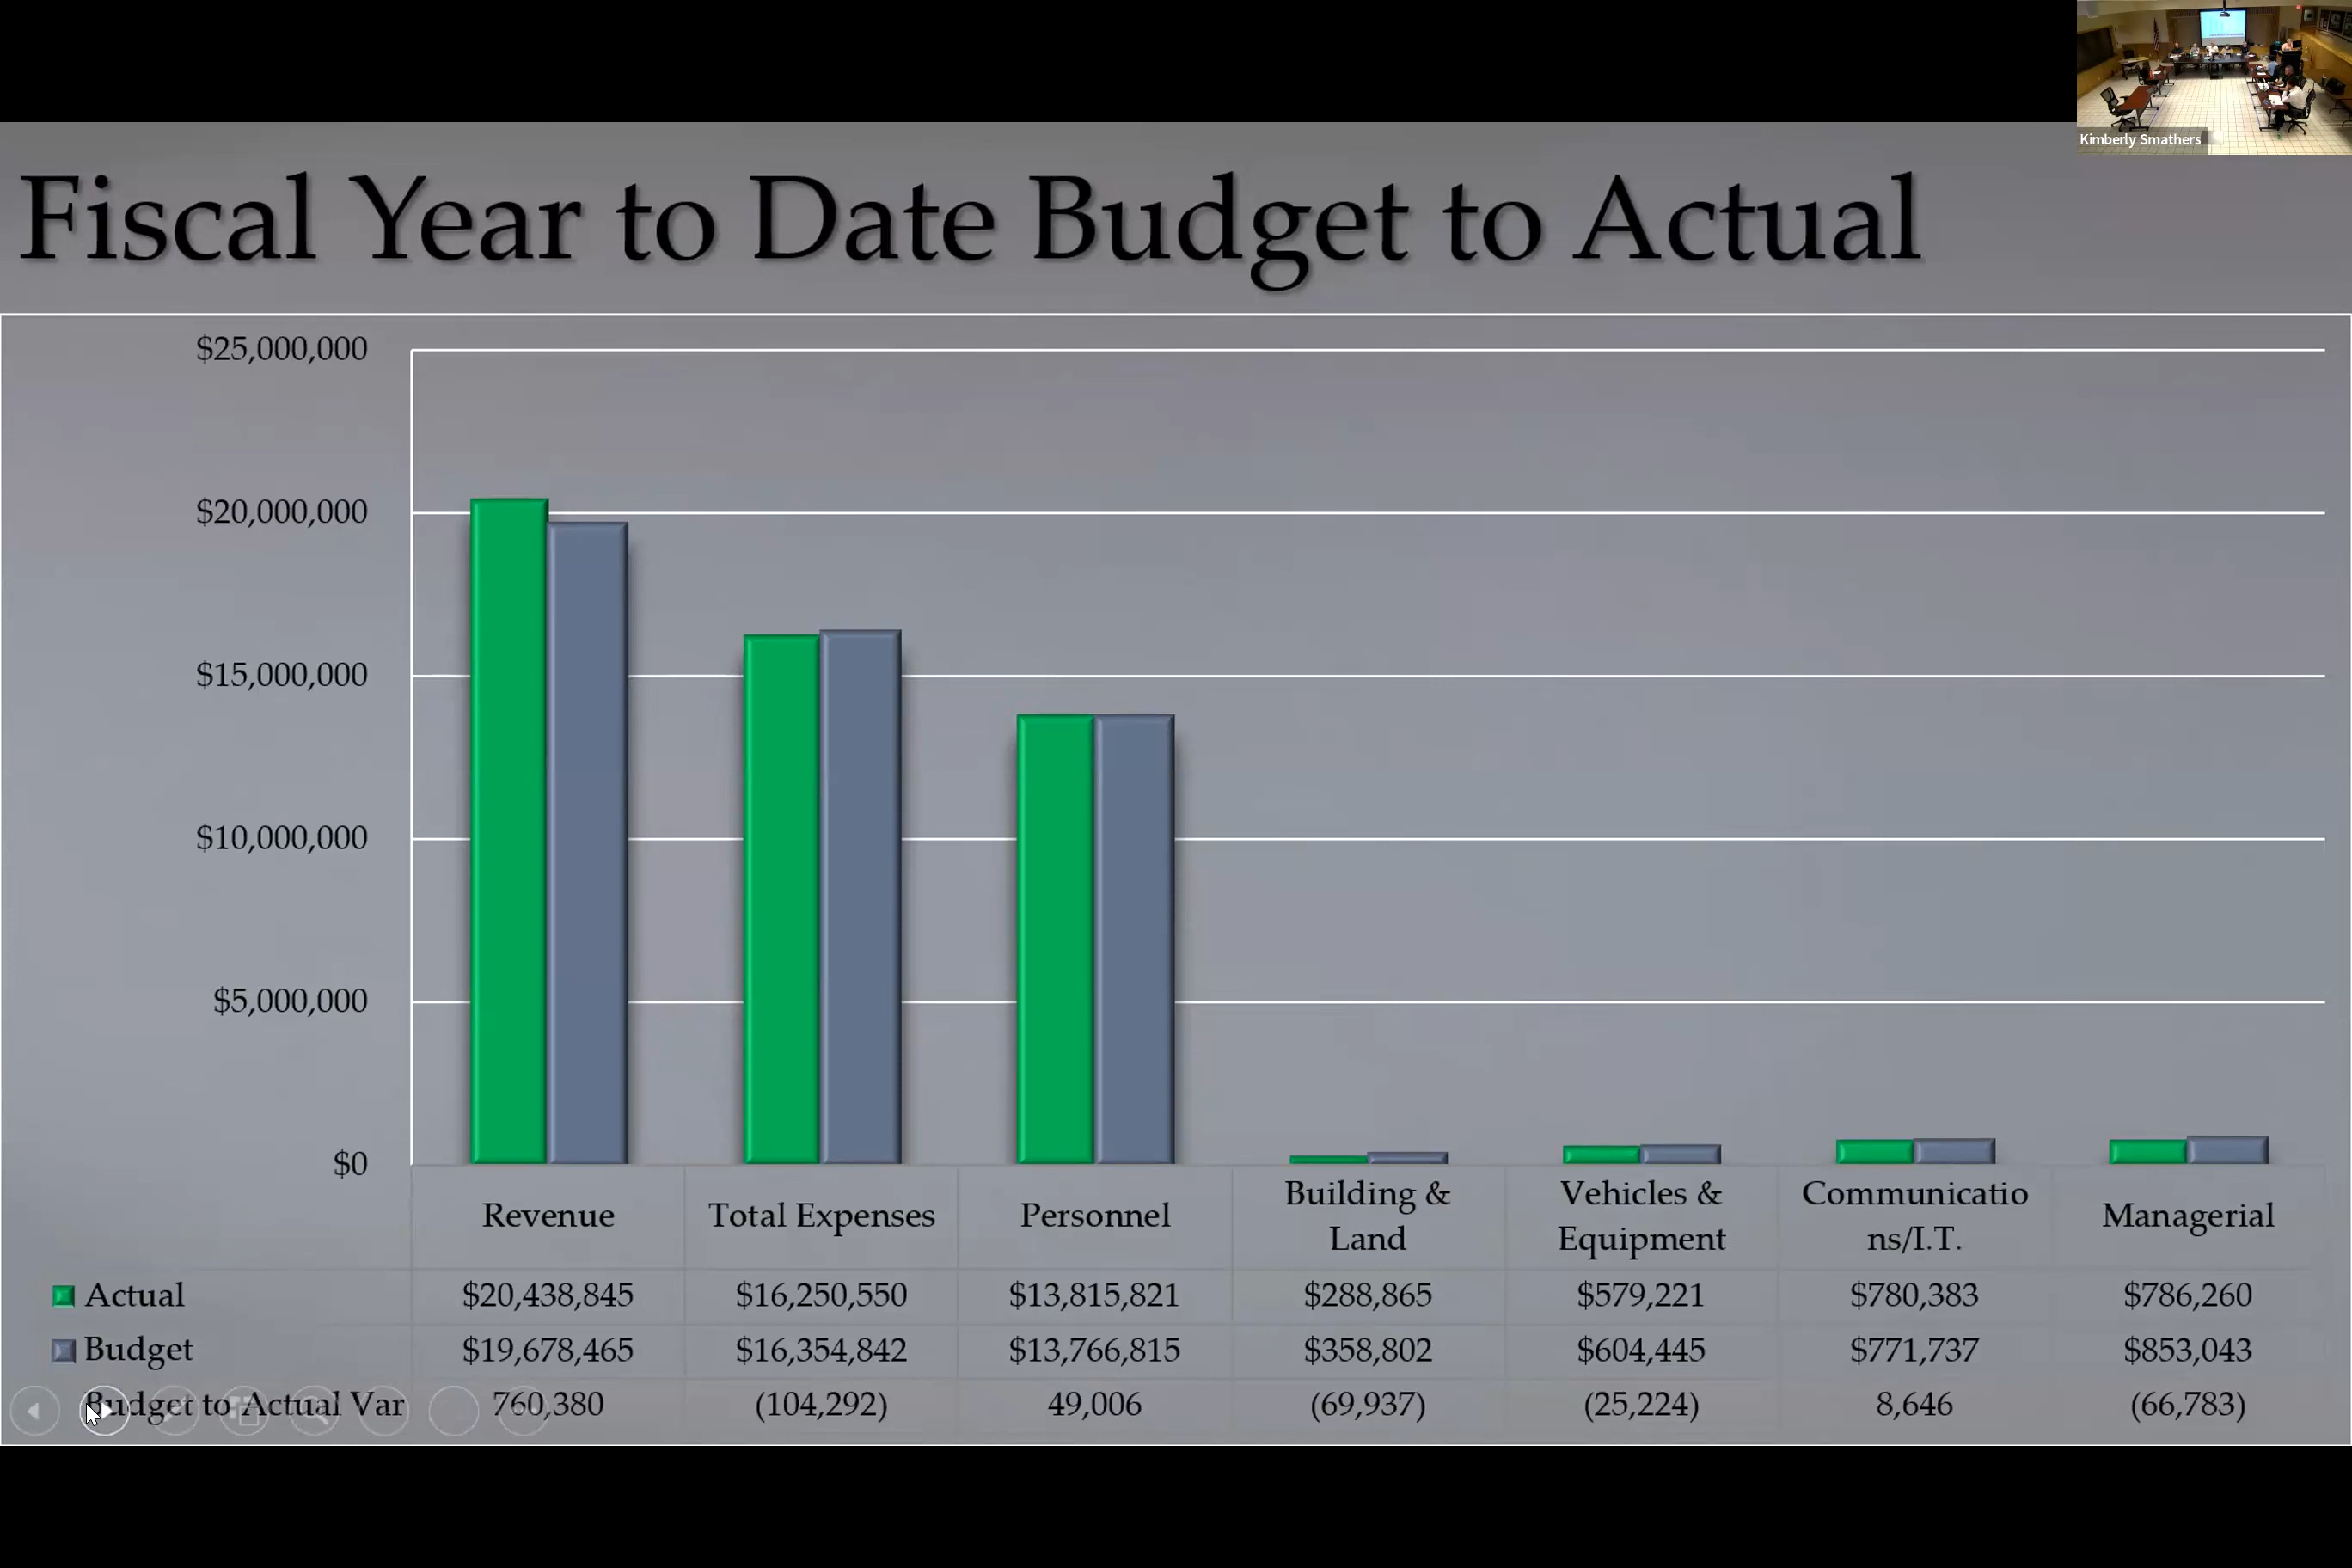 Kimberly Smathers
Fiscal Year to Date Budget to Actual
$25,000,000
$20,000,000
$15,000,000
$10,000,000
$5,000,000
$0
Revenue Total Expenses Personnel Building & Land Vehicles & Equipment Communicatio ns/I.T. Managerial
Actual $20,438,845 $16,250,550 $13,815,821 $288,865 $579,221 $780,383 $786,260
Budget $19,678,465 $16,354,842 $13,766,815 $358,802 $604,445 $771,737 $853,043
Budget to Actual Var 760,380 (104,292) 49,006 (69,937) (25,224) 8,646 (66,783)